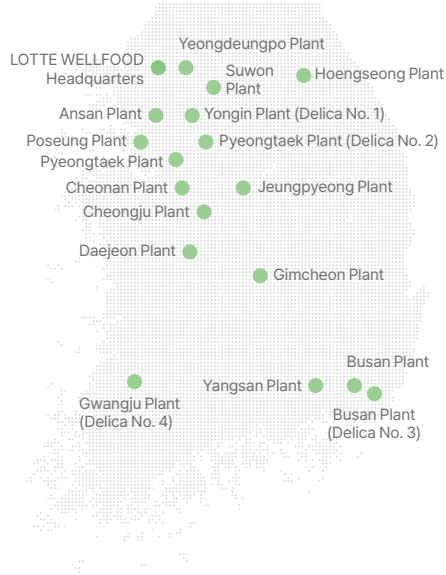 Yeongdeungpo Plant
LOTTE WELLFOOD
Headquarters
Suwon
Plant
Hoengseong Plant
Ansan Plant
Yongin Plant (Delica No. 1)
Poseung Plant
Pyeongtaek Plant (Delica No. 2)
Pyeongtaek Plant
Cheonan Plant
Jeungpyeong Plant
Cheongju Plant
Daejeon Plant
Gimcheon Plant
Busan Plant
Yangsan Plant
Gwangju Plant
(Delica No. 4)
Busan Plant
(Delica No. 3)